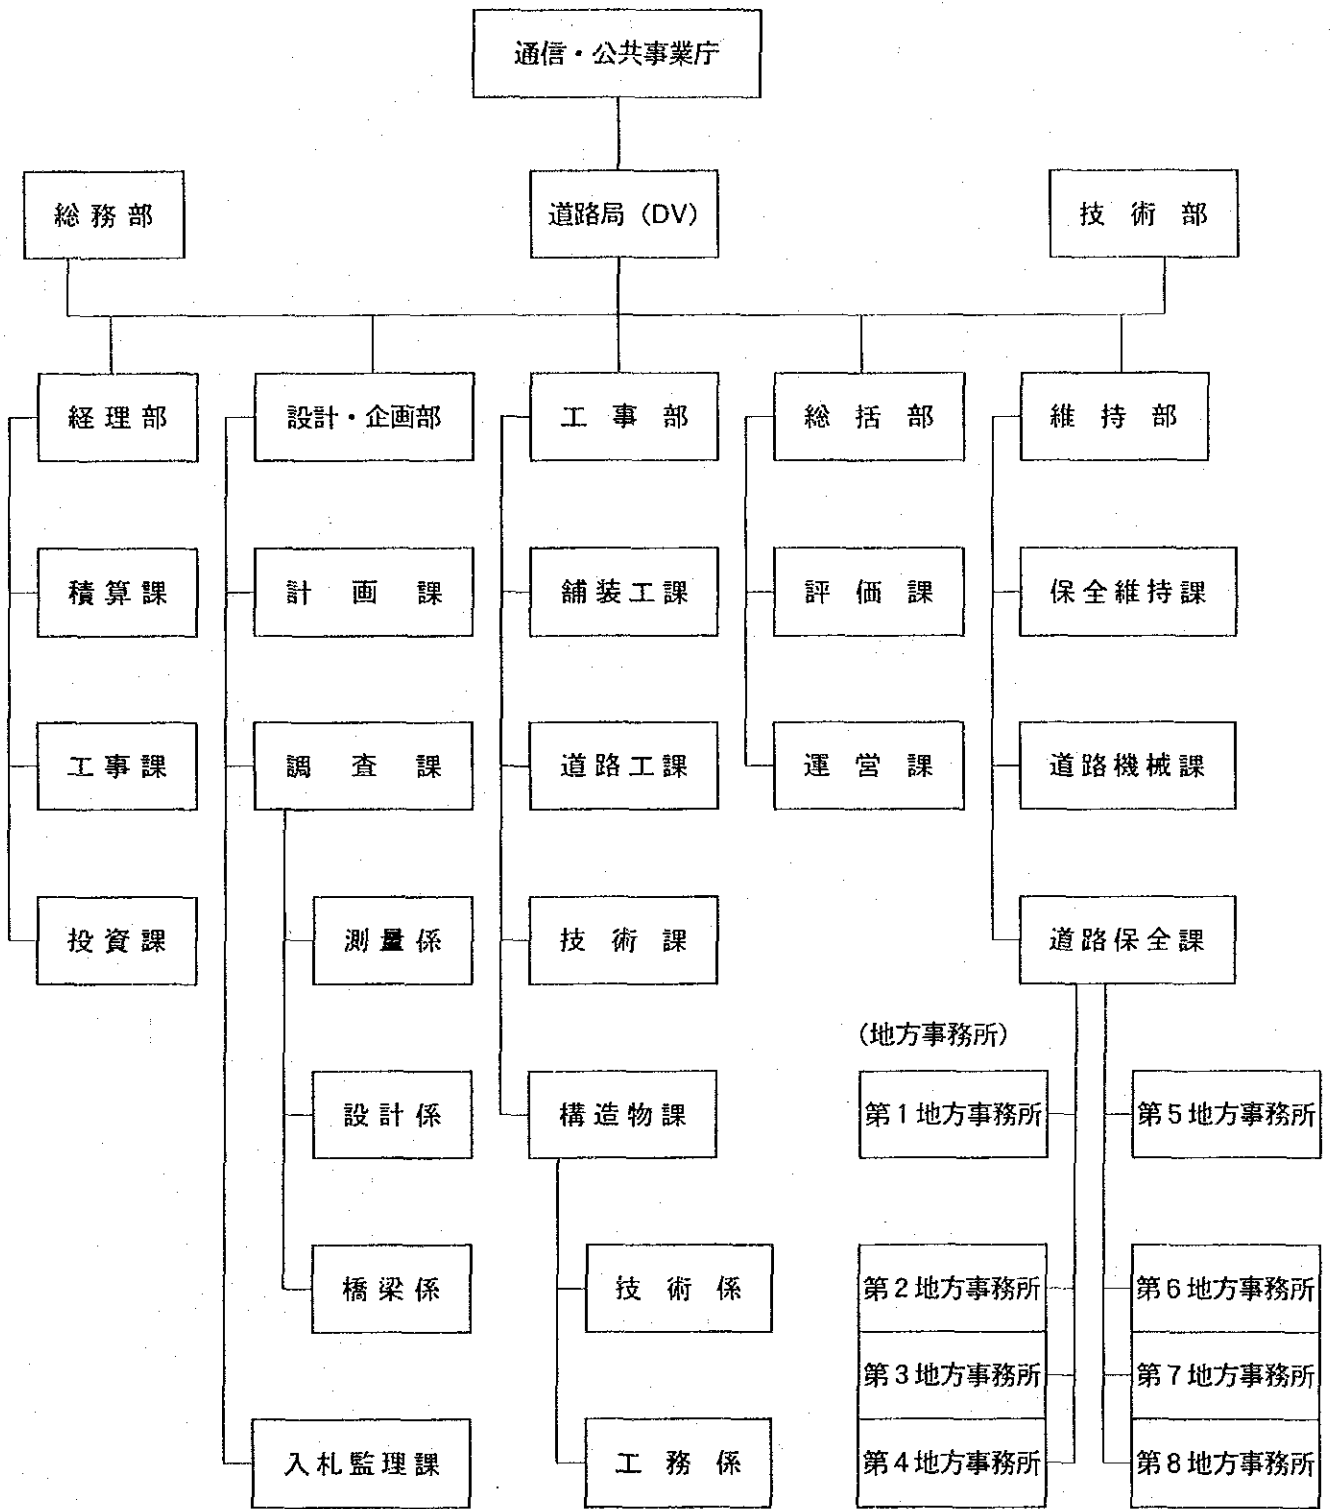 通信・公共事業庁
総務部
道路局(DV)
技術部
経理部
設計・企画部
工事部
総括部
維持部
積算課
計画課
舗装工課
評価課
保全維持課
工事課
調査課
道路工課
運営課
道路機械課
投資課
測量係
技術課
道路保全課
(地方事務所)
設計係
構造物課
第1地方事務所
第5地方事務所
橋梁係
技術係
第2地方事務所
第6地方事務所
第3地方事務所
第7地方事務所
入札監理課
工務係
第4地方事務所
第8地方事務所